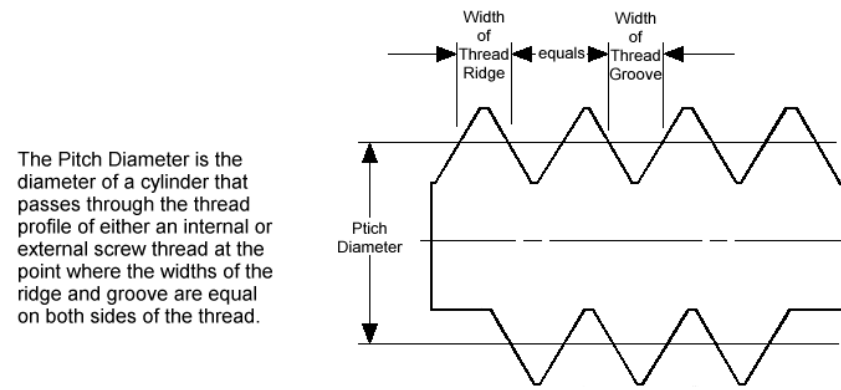 Width
of
Thread
Ridge
equals
Width
of
Thread
Groove
The Pitch Diameter is the
diameter of a cylinder that
passes through the thread
profile of either an internal or
external screw thread at the
point where the widths of the
ridge and groove are equal
on both sides of the thread.
Ptich
Diameter